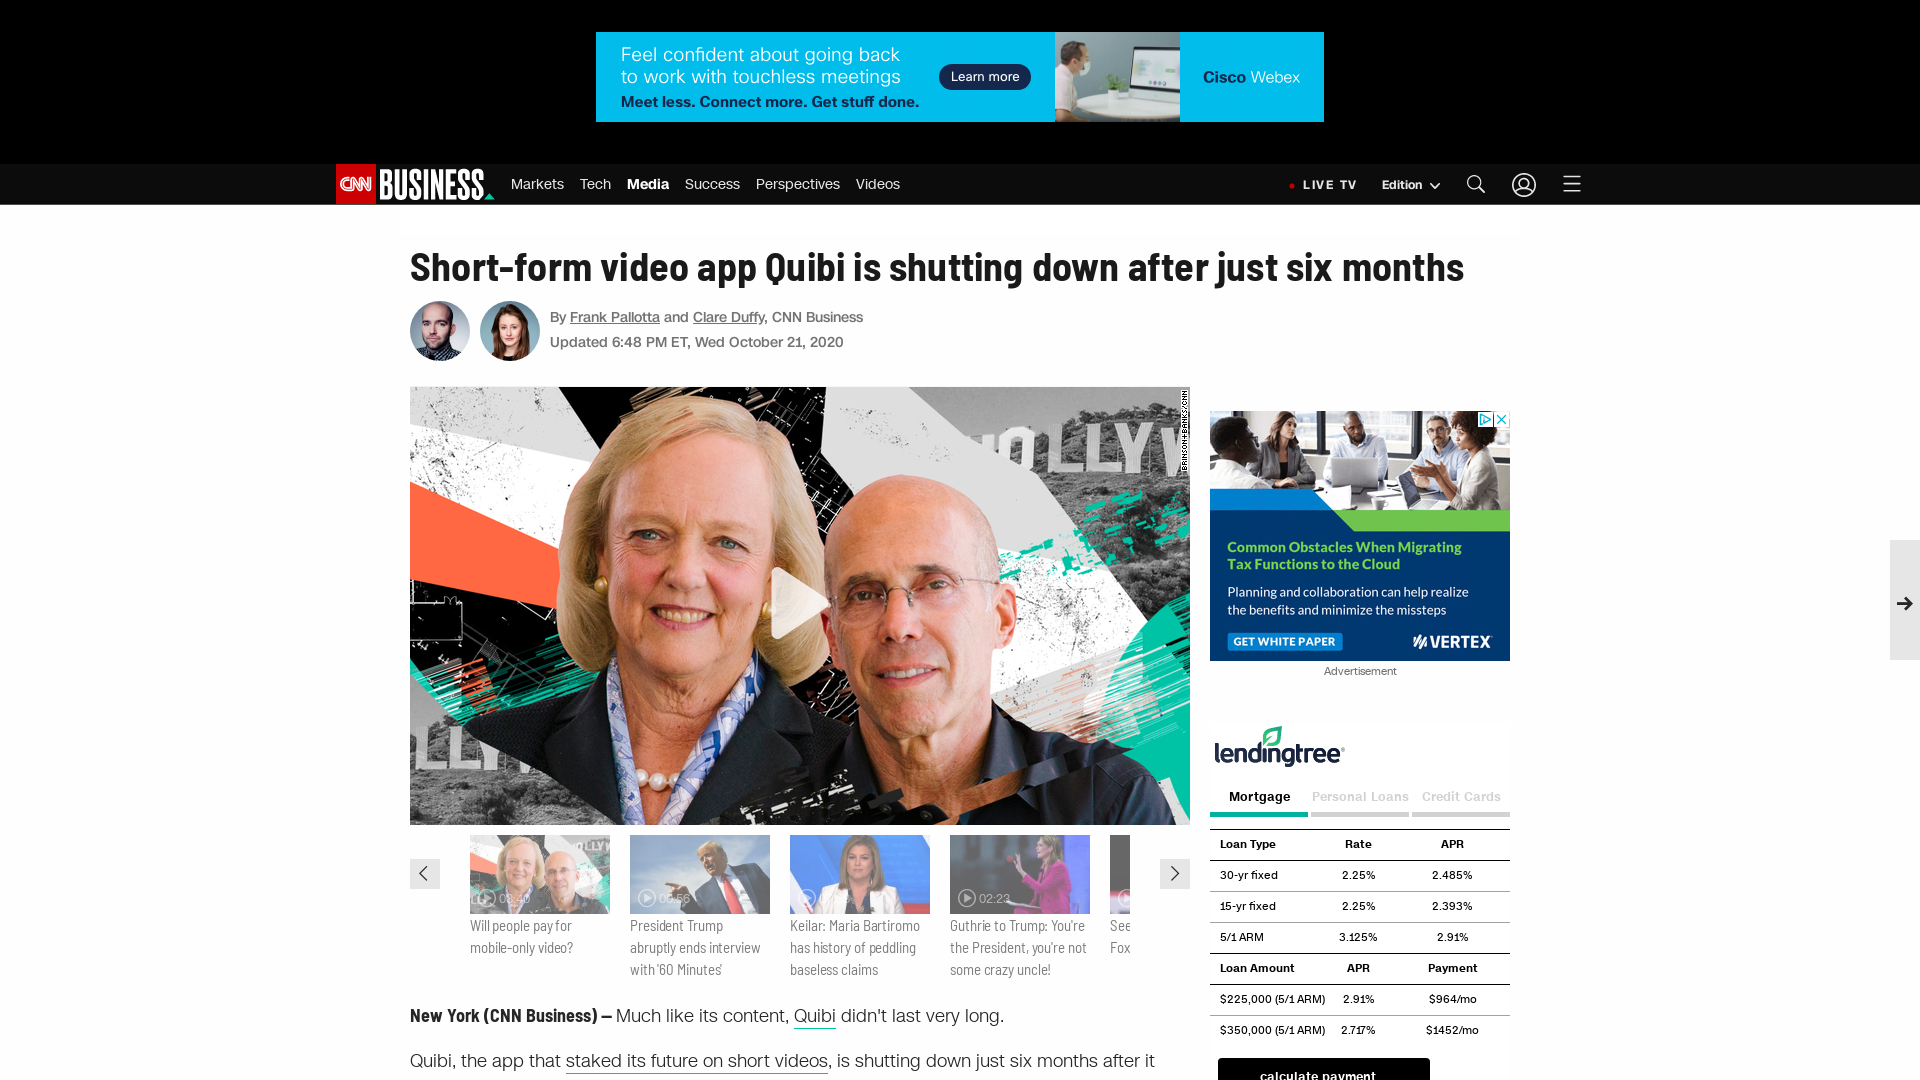 Feel confident about going back
to work with touchless meetings
Meet less. Connect more. Get stuff done.
Learn more
Cisco Webex
CNN BUSINESS
Markets Tech Media Success Perspectives Videos
LIVE TV Edition
Short-form video app Quibi is shutting down after just six months
By Frank Pallotta and Clare Duffy, CNN Business
Updated 6:48 PM ET, Wed October 21, 2020
BRINSON+BANKS/CNN
HOLLYW
HOLLYW
Common Obstacles When Migrating
Tax Functions to the Cloud
Planning and collaboration can help realize
the benefits and minimize the missteps
GET WHITE PAPER
VERTEX
Advertisement
02:23
Will people pay for
mobile-only video?
President Trump
abruptly ends interview
with '60 Minutes'
Keilar: Maria Bartiromo
has history of peddling
baseless claims
Guthrie to Trump: You're
the President, you're not
some crazy uncle!
See
Fox
New York (CNN Business) — Much like its content, Quibi didn't last very long.
Quibi, the app that staked its future on short videos, is shutting down just six months after it
lendingtree
Mortgage Personal Loans Credit Cards
Loan Type Rate APR
30-yr fixed 2.25% 2.485%
15-yr fixed 2.25% 2.393%
5/1 ARM 3.125% 2.91%
Loan Amount APR Payment
$225,000 (5/1 ARM) 2.91% $964/mo
$350,000 (5/1 ARM) 2.717% $1452/mo
calculate payment